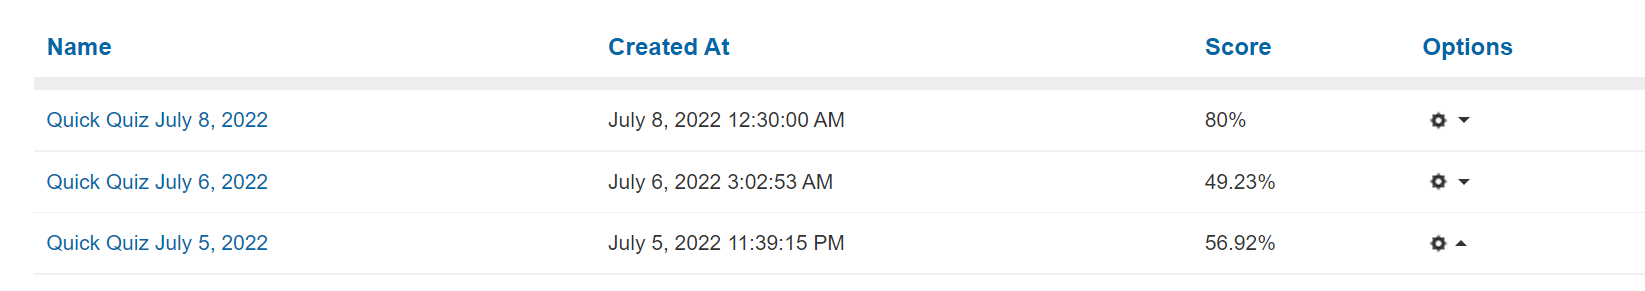 Name Created At Score Options
Quick Quiz July 8, 2022 July 8, 2022 12:30:00 AM 80%
Quick Quiz July 6, 2022 July 6, 2022 3:02:53 AM 49.23%
Quick Quiz July 5, 2022 July 5, 2022 11:39:15 PM 56.92%